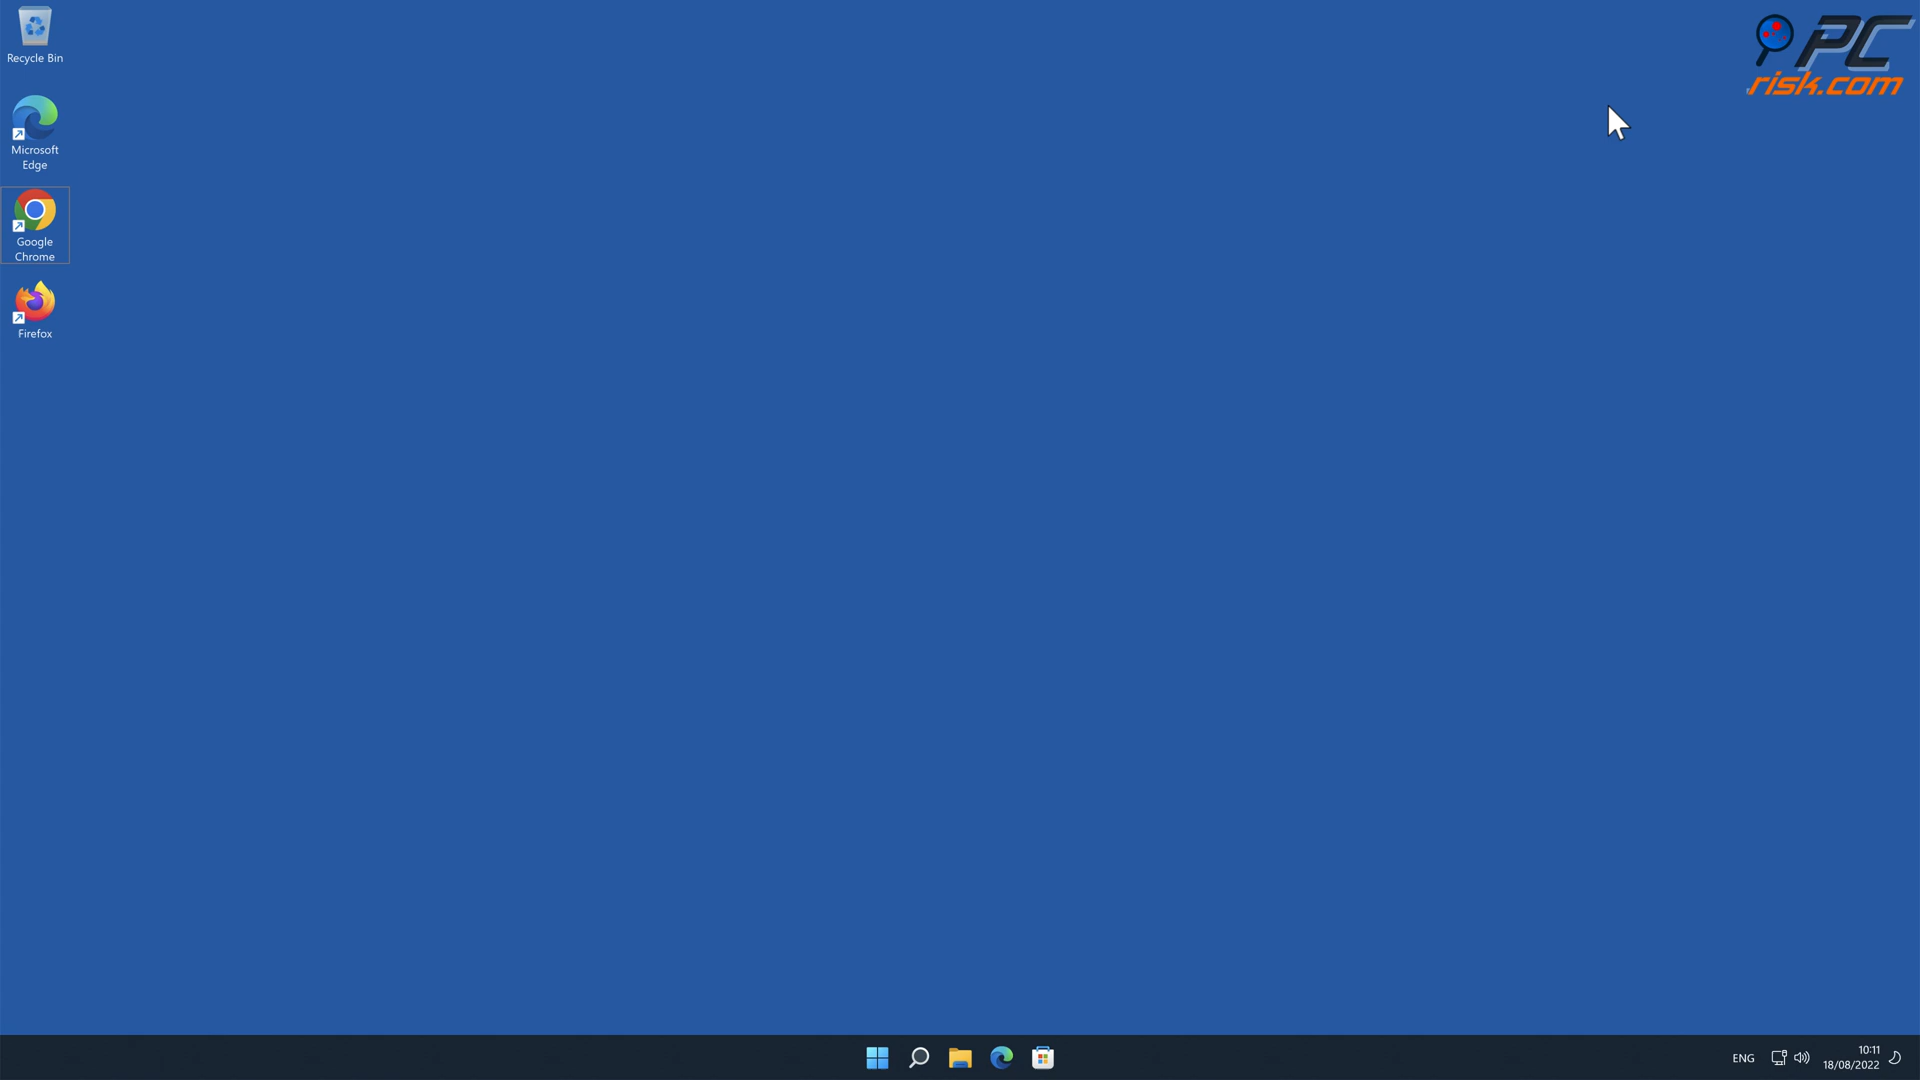 Recycle Bin
PC
risk.com
Microsoft
Edge
Google
Chrome
Firefox
ENG
10:11
18/08/2022